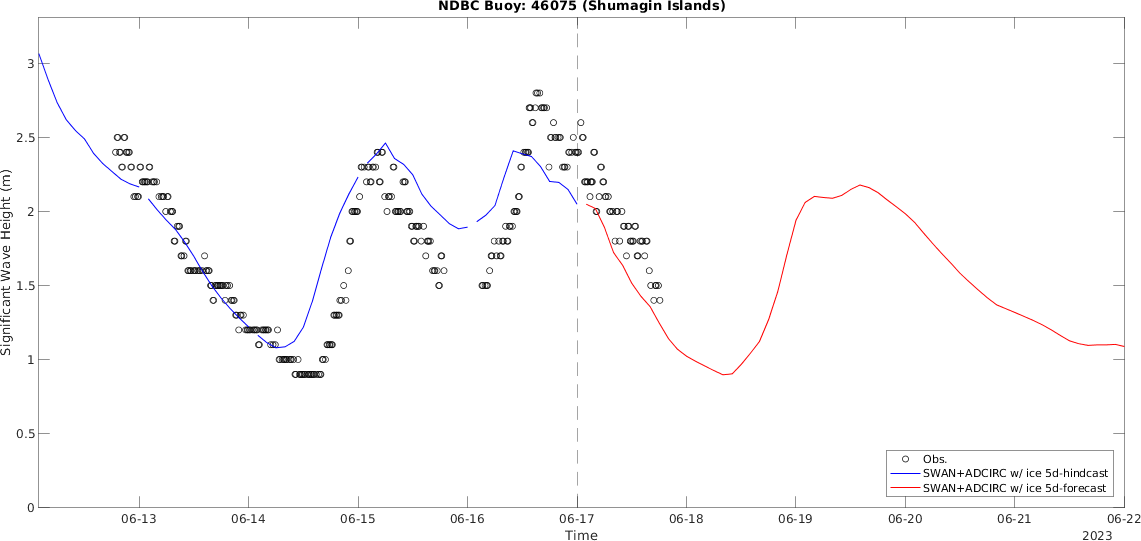 NDBC Buoy: 46075 (Shumagin Islands)
Significant Wave Height (m)
3
2.5
2
1.5
1
0.5
0
Obs.
SWAN+ADCIRC w/ ice 5d-hindcast
SWAN+ADCIRC w/ ice 5d-forecast
06-13 06-14 06-15 06-16 06-17 06-18 06-19 06-20 06-21 06-22
Time
2023